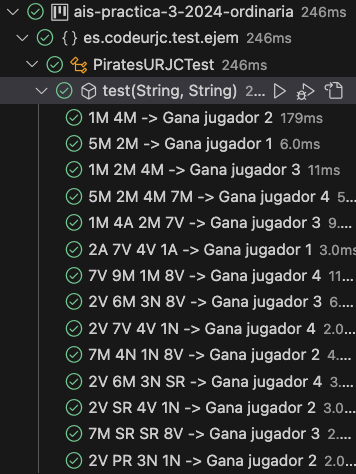 ais-practica-3-2024-ordinaria 246ms
{} es.codeurjc.test.ejem 246ms
PiratesURJCTest 246ms
test(String, String) 2...
1M 4M -> Gana jugador 2 179ms
5M 2M -> Gana jugador 1 6.0ms
1M 2M 4M -> Gana jugador 3 11ms
5M 2M 4M 7M -> Gana jugador 4 5...
1M 4A 2M 7V -> Gana jugador 3 9....
2A 7V 4V 1A -> Gana jugador 1 3.0ms
7V 9M 1M 8V -> Gana jugador 4 11...
2V 6M 3N 8V -> Gana jugador 3 6....
2V 7V 4V 1N -> Gana jugador 4 2.0...
7M 4N 1N 8V -> Gana jugador 2 4....
2V 6M 3N SR -> Gana jugador 4 3....
2V SR 4V 1N -> Gana jugador 2 3.0...
7M SR SR 8V -> Gana jugador 3 2....
2V PR 3N 1N -> Gana jugador 2 2.0...